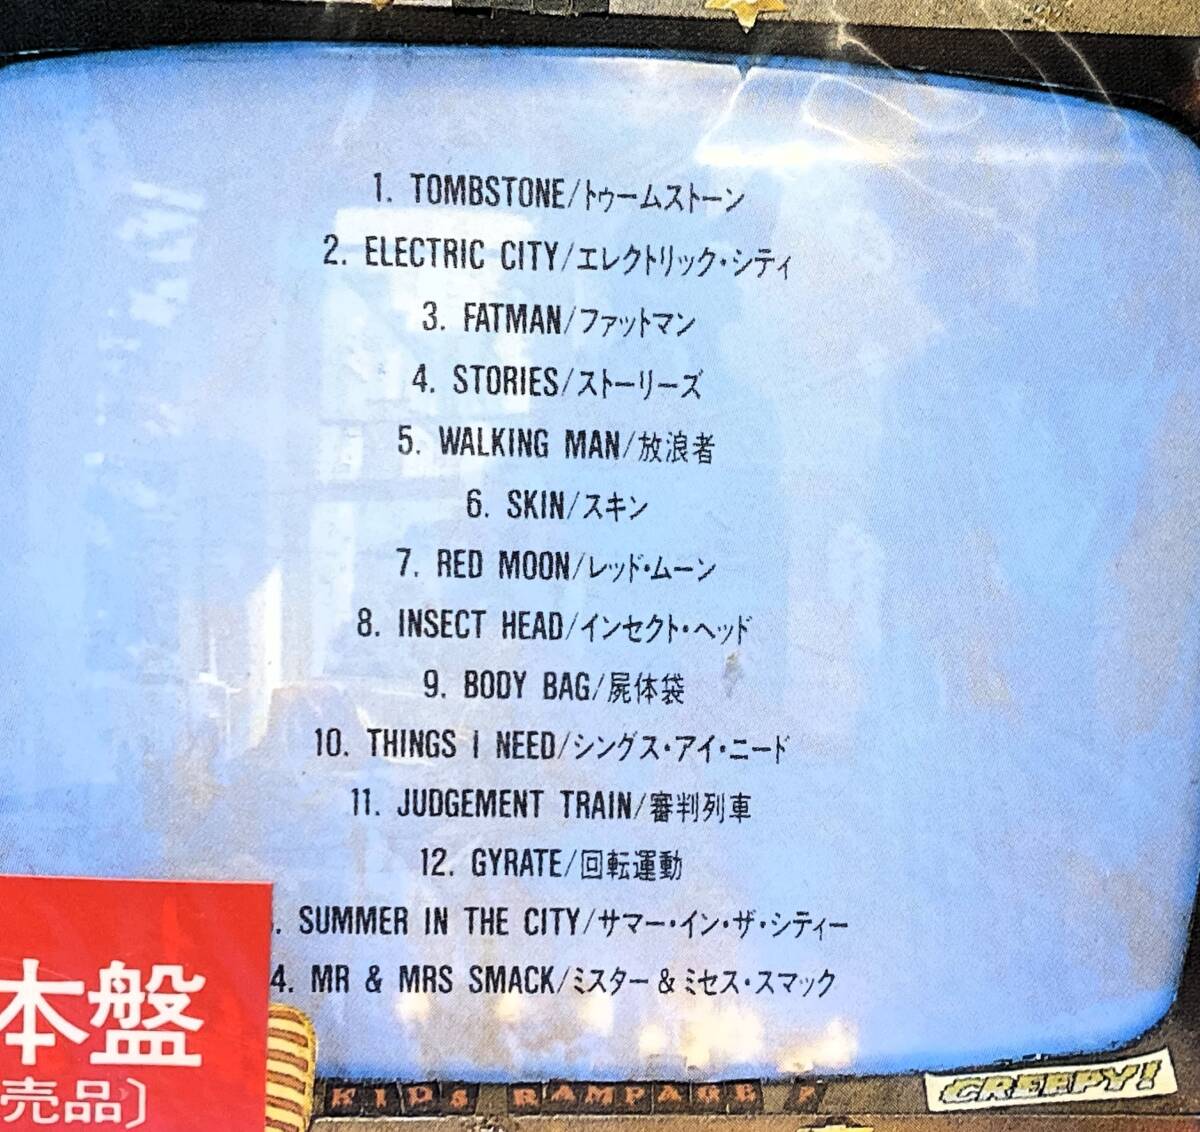 1. TOMBSTONE/トゥームストーン
2. ELECTRIC CITY/エレクトリック・シティ
3. FATMAN/ファットマン
4. STORIES/ストーリーズ
5. WALKING MAN/放浪者
6. SKIN/スキン
7. RED MOON/レッド・ムーン
8. INSECT HEAD/インセクト・ヘッド
9. BODY BAG/屍体袋
10. THINGS I NEED/シングス・アイ・ニード
11. JUDGEMENT TRAIN/審判列車
12. GYRATE/回転運動
. SUMMER IN THE CITY/サマー・イン・ザ・シティー
4. MR & MRS SMACK/ミスター&ミセス・スマック
本盤
売品〕
KIDS RAMPAGE ?
CREEPY!